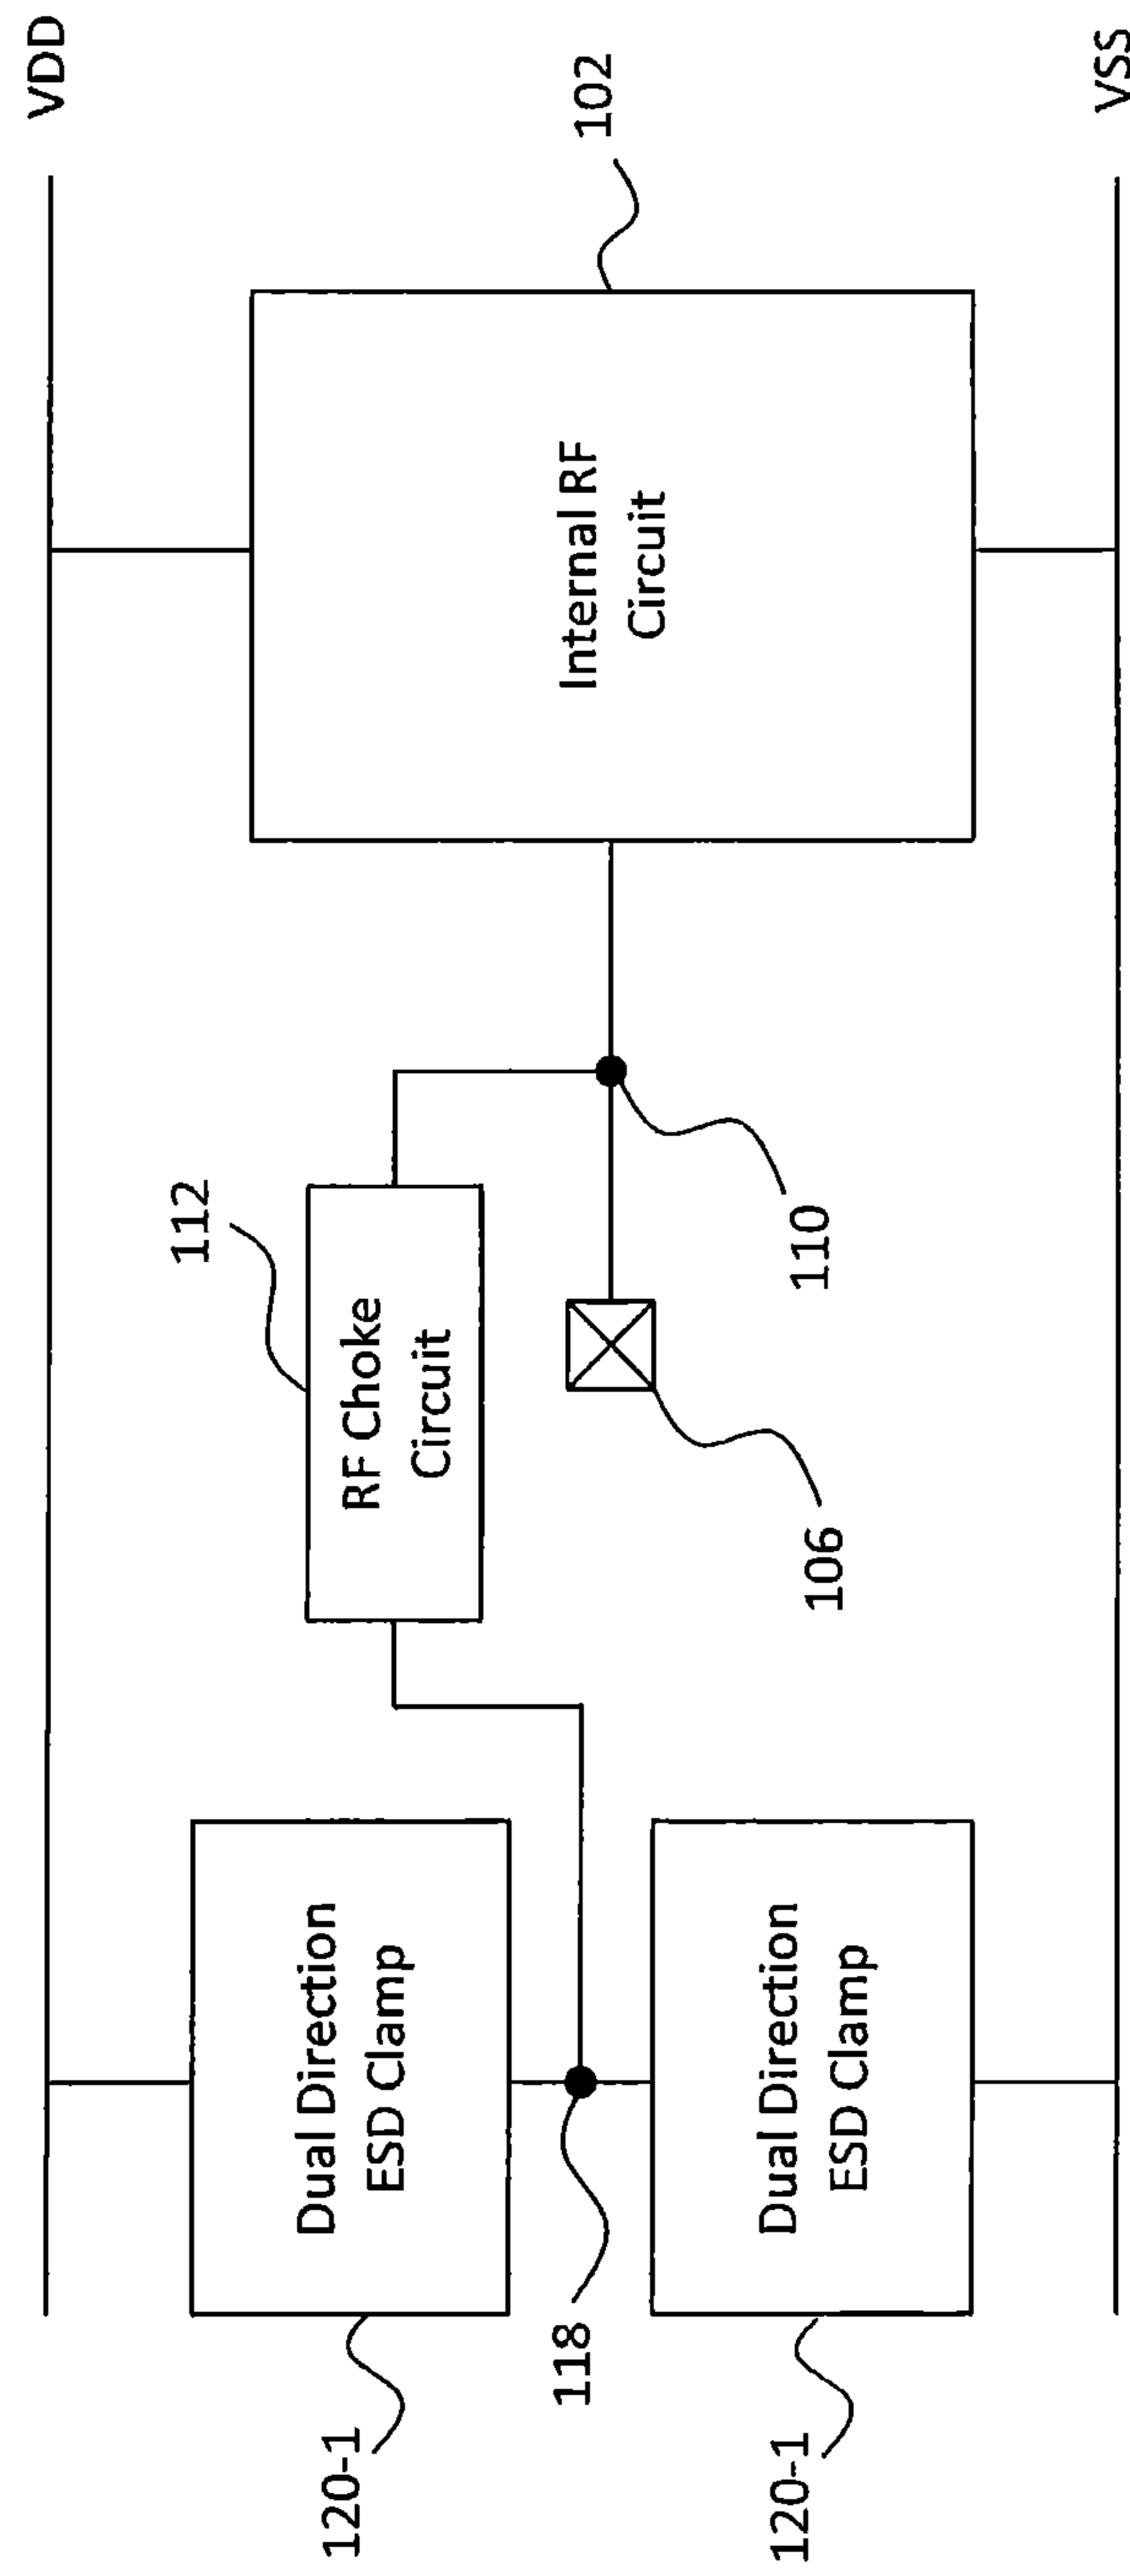 VDD
120-1
Dual Direction
ESD Clamp
118
120-1
Dual Direction
ESD Clamp
112
RF Choke
Circuit
106
110
Internal RF
Circuit
102
VSS